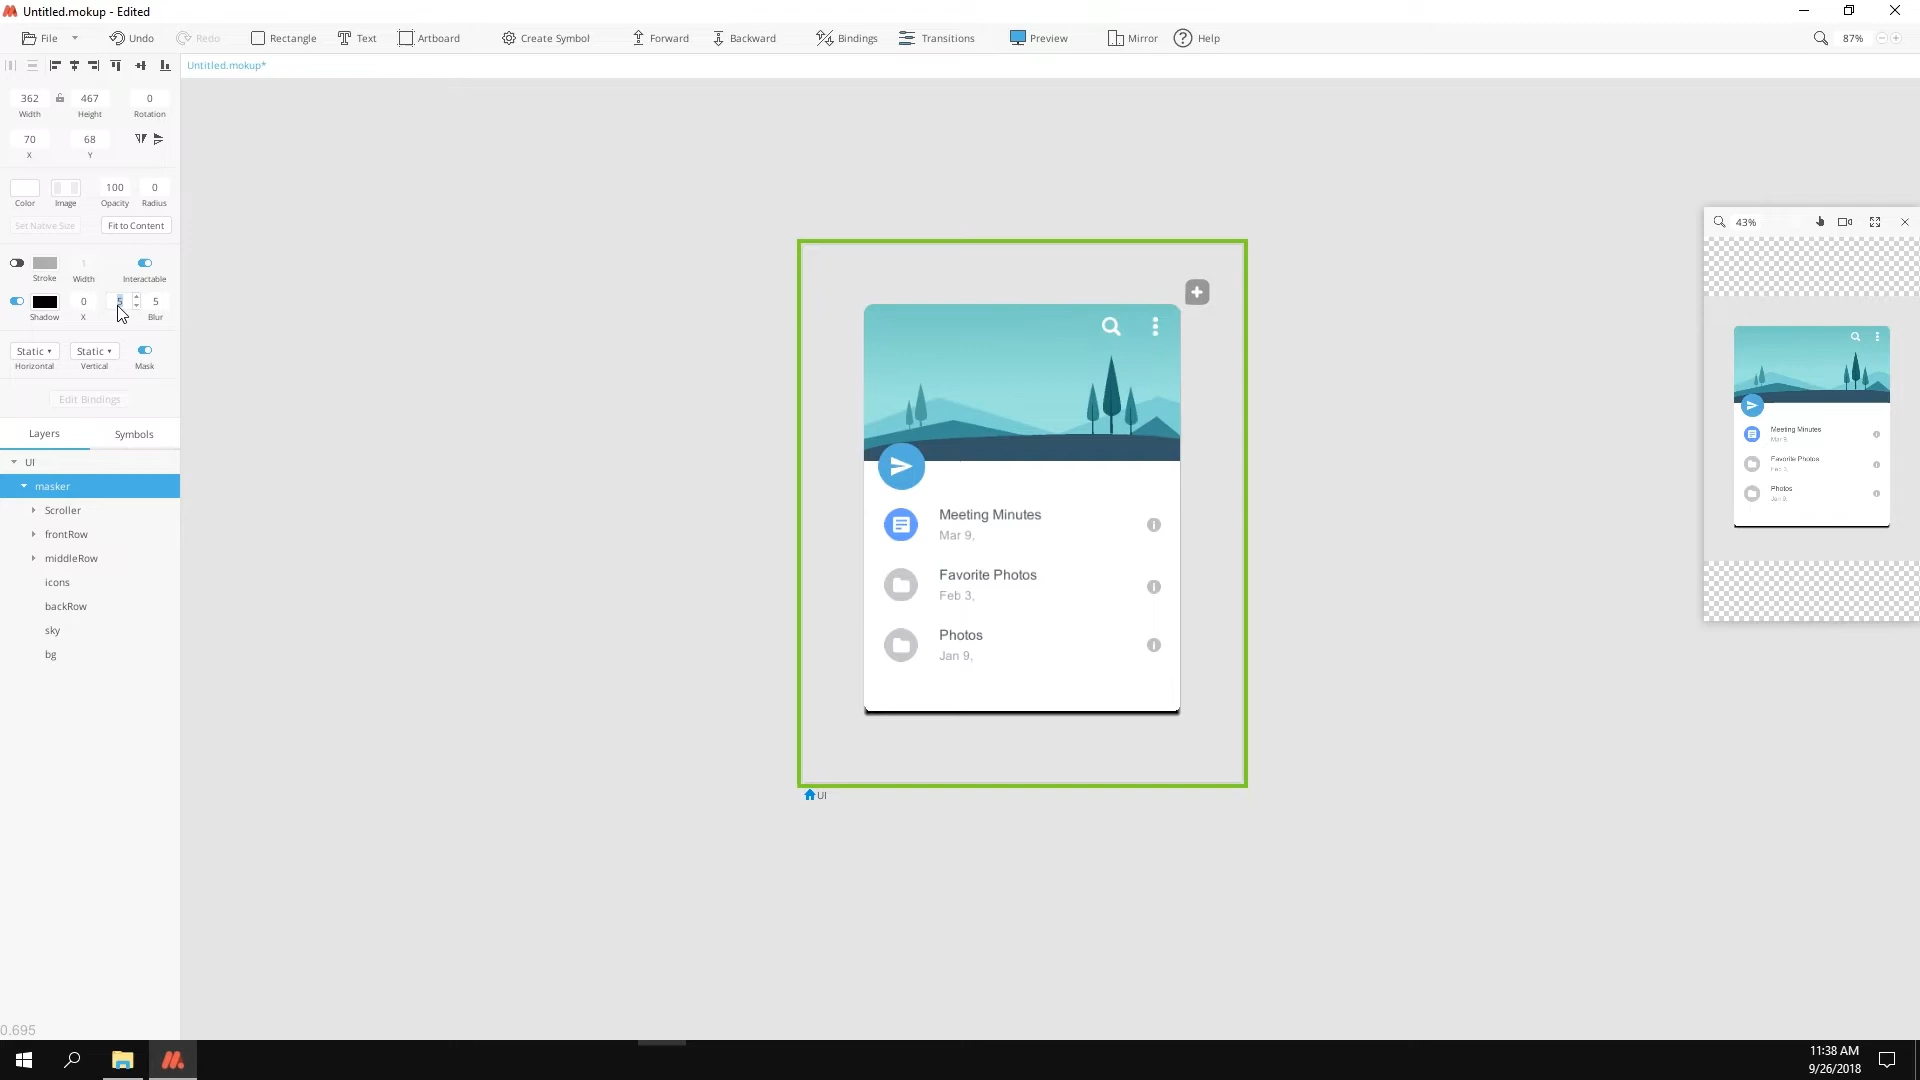 Untitled.mokup - Edited
File
Undo
Redo
Rectangle
Text
Artboard
Create Symbol
Forward
Backward
Bindings
Transitions
Preview
Mirror
Help
87%
Untitled.mokup*
362
467
0
Width
Height
Rotation
70
68
X
Y
100
0
Color
Image
Opacity
Radius
Set Native Size
Fit to Content
1
Stroke
Width
Interactable
0
5
5
Shadow
X
Blur
Static
Static
Horizontal
Vertical
Mask
Edit Bindings
Layers
Symbols
UI
masker
Scroller
frontRow
middleRow
icons
backRow
sky
bg
0.695
Meeting Minutes
Mar 9,
Favorite Photos
Feb 3,
Photos
Jan 9,
UI
43%
Meeting Minutes
Mar 9,
Favorite Photos
Feb 3,
Photos
Jan 9,
11:38 AM
9/26/2018